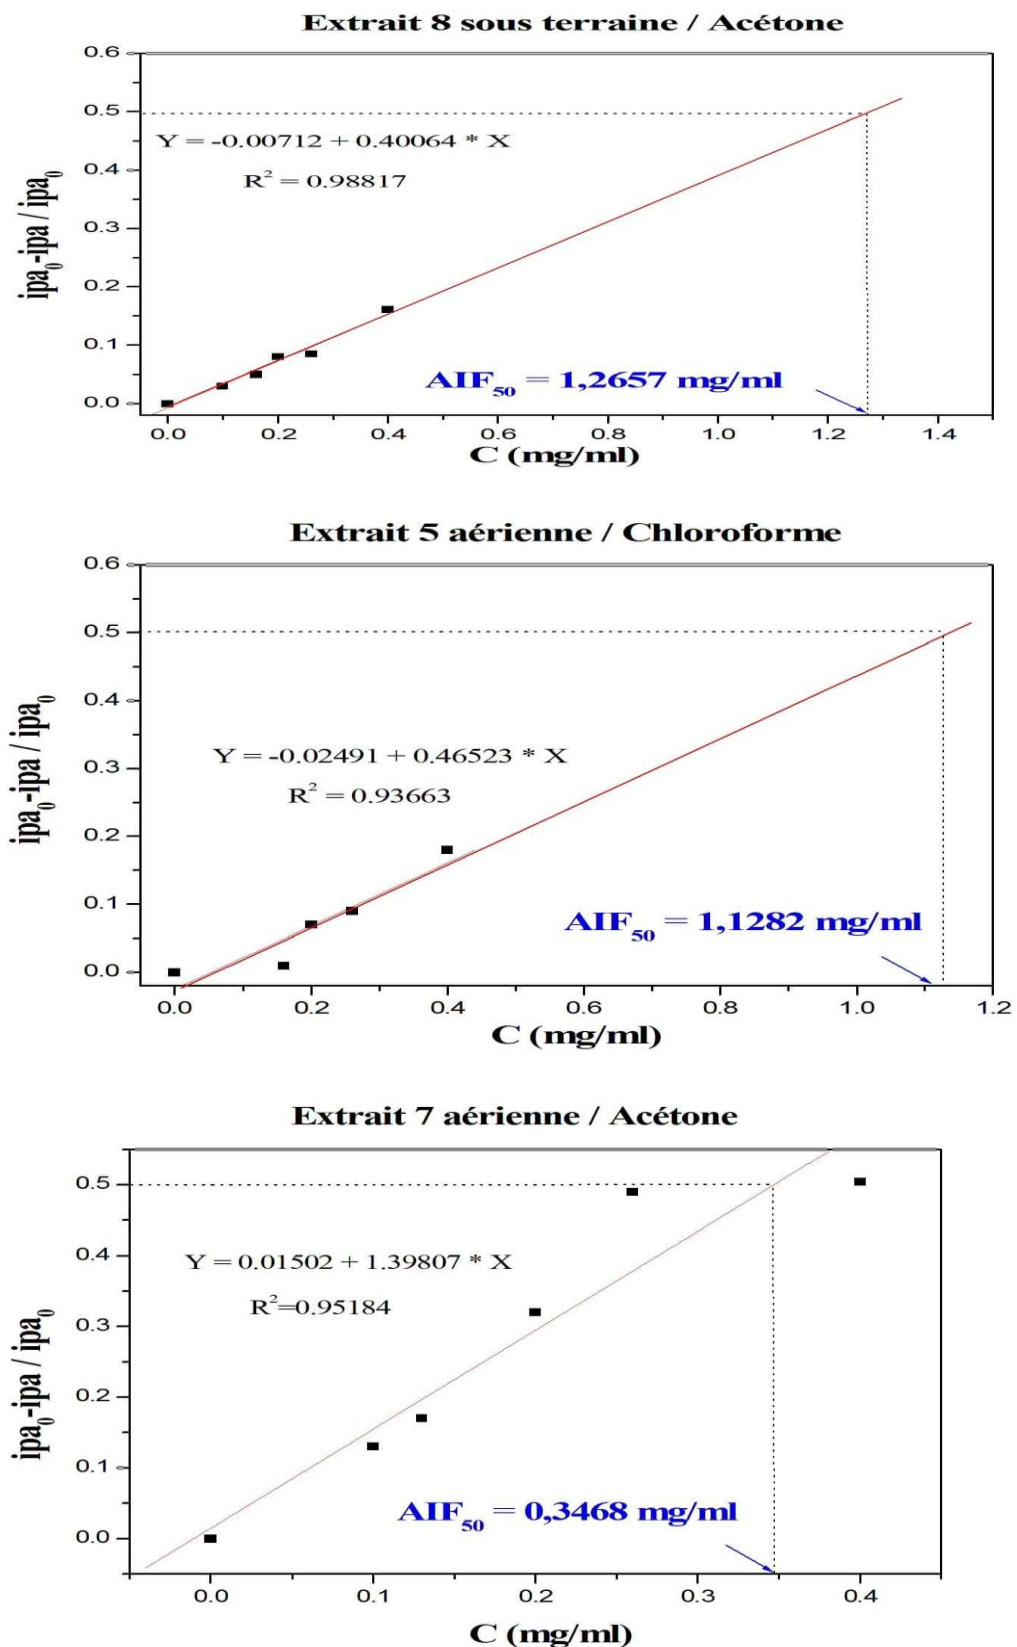 Extrait 8 sous terraine / Acétone
0.6
0.5
0.4
0.3
0.2
0.1
0.0
ipa₀-ipa / ipa₀
Y = -0.00712 + 0.40064 * X
R² = 0.98817
AIF₅₀ = 1,2657 mg/ml
0.0 0.2 0.4 0.6 0.8 1.0 1.2 1.4
C (mg/ml)
Extrait 5 aérienne / Chloroforme
0.6
0.5
0.4
0.3
0.2
0.1
0.0
ipa₀-ipa / ipa₀
Y = -0.02491 + 0.46523 * X
R² = 0.93663
AIF₅₀ = 1,1282 mg/ml
0.0 0.2 0.4 0.6 0.8 1.0 1.2
C (mg/ml)
Extrait 7 aérienne / Acétone
0.5
0.4
0.3
0.2
0.1
0.0
ipa₀-ipa / ipa₀
Y = 0.01502 + 1.39807 * X
R²=0.95184
AIF₅₀ = 0,3468 mg/ml
0.0 0.1 0.2 0.3 0.4
C (mg/ml)